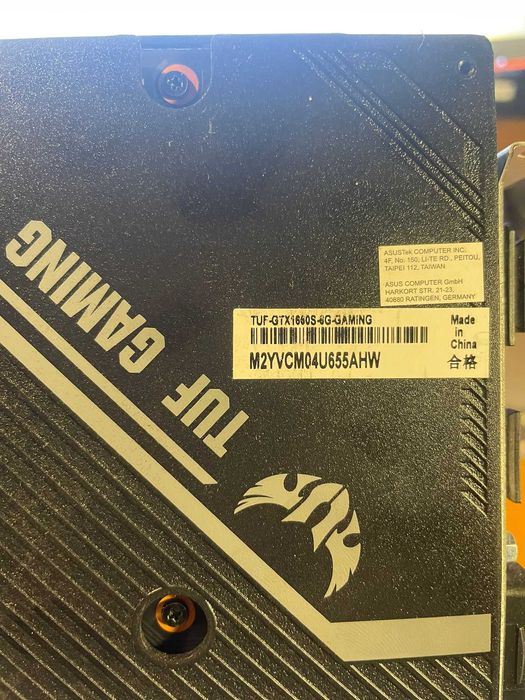 ASUSTek COMPUTER INC.
4F, No. 150, LI-TE RD., PEITOU,
TAIPEI 112, TAIWAN
ASUS COMPUTER GmbH
HARKORT STR. 21-23,
40880 RATINGEN, GERMANY
TUF-GTX1660S-6G-GAMING
M2YVCM04U655AHW
Made
in
China
合格
TUF GAMING